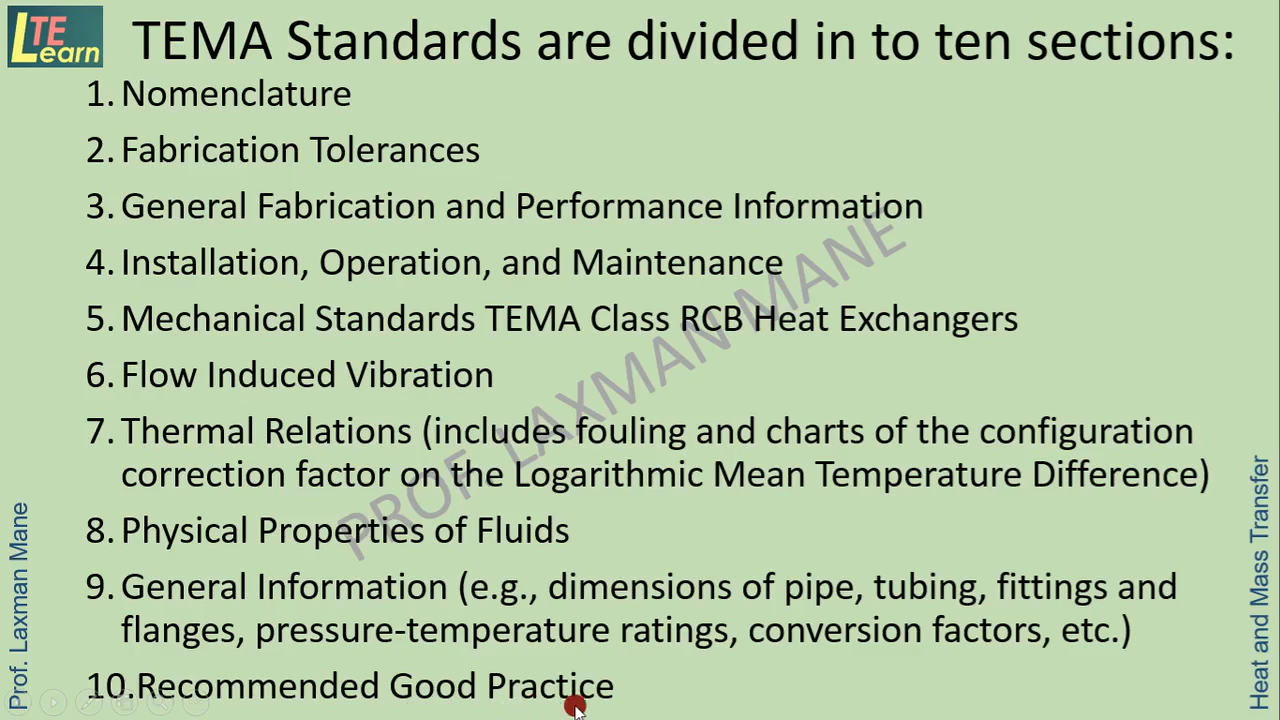 LTE Learn
TEMA Standards are divided in to ten sections:
1. Nomenclature
2. Fabrication Tolerances
3. General Fabrication and Performance Information
4. Installation, Operation, and Maintenance
5. Mechanical Standards TEMA Class RCB Heat Exchangers
6. Flow Induced Vibration
7. Thermal Relations (includes fouling and charts of the configuration
correction factor on the Logarithmic Mean Temperature Difference)
8. Physical Properties of Fluids
9. General Information (e.g., dimensions of pipe, tubing, fittings and
flanges, pressure-temperature ratings, conversion factors, etc.)
10. Recommended Good Practice
PROF. LAXMAN MANE
Prof. Laxman Mane
Heat and Mass Transfer